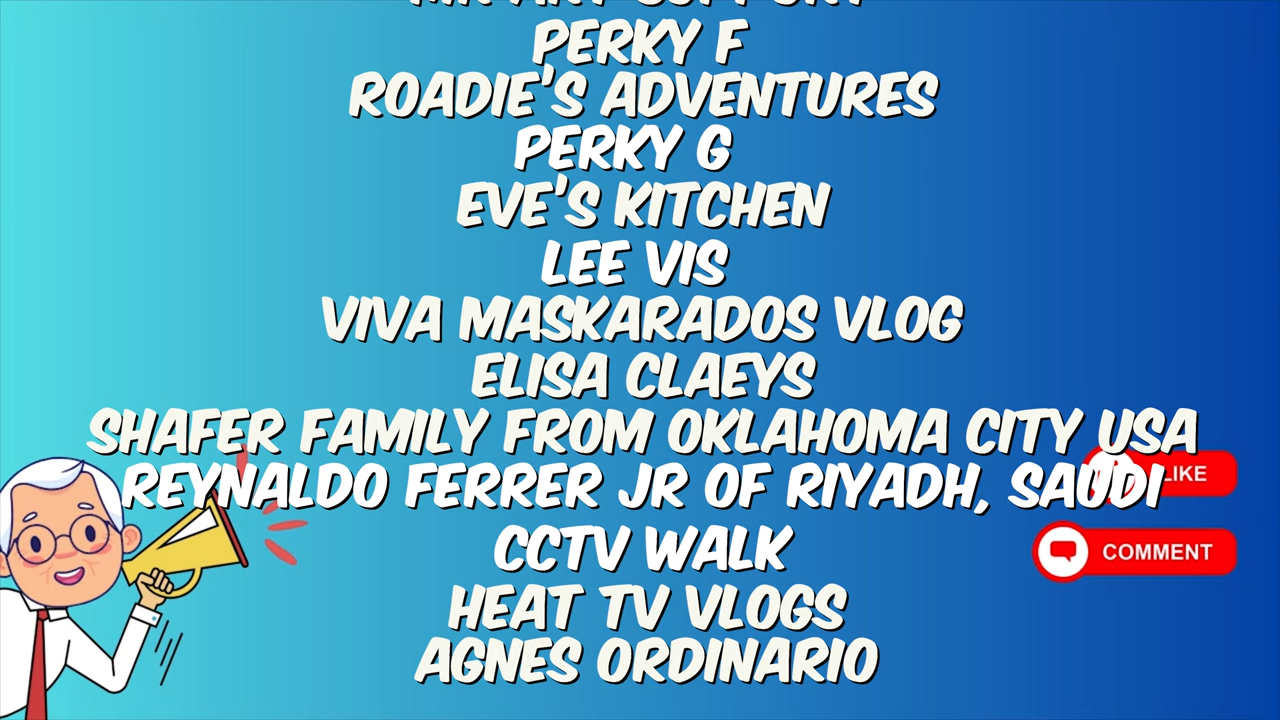 PERKY F
ROADIE'S ADVENTURES
PERKY G
EVE'S KITCHEN
LEE VIS
VIVA MASKARADOS VLOG
ELISA CLAEYS
SHAFER FAMILY FROM OKLAHOMA CITY USA
REYNALDO FERRER JR OF RIYADH, SAUDI
LIKE
CCTV WALK
COMMENT
HEAT TV VLOGS
AGNES ORDINARIO